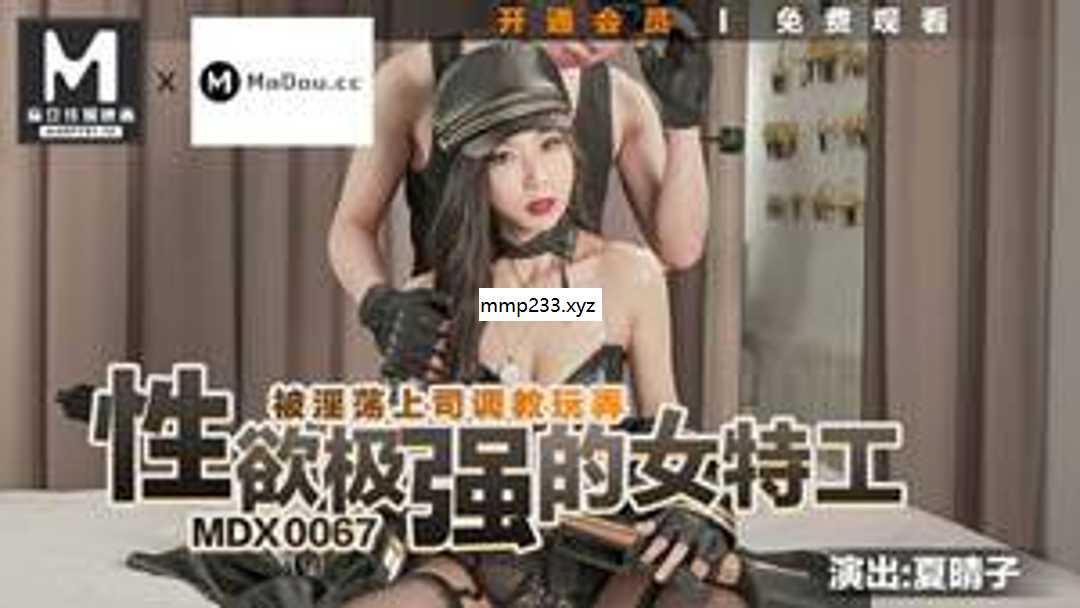 开通会员 | 免费观看
M X M MaDou.cc
mmp233.xyz
被淫荡上司调教玩弄
性欲极强的女特工
MDX0067
演出:夏晴子